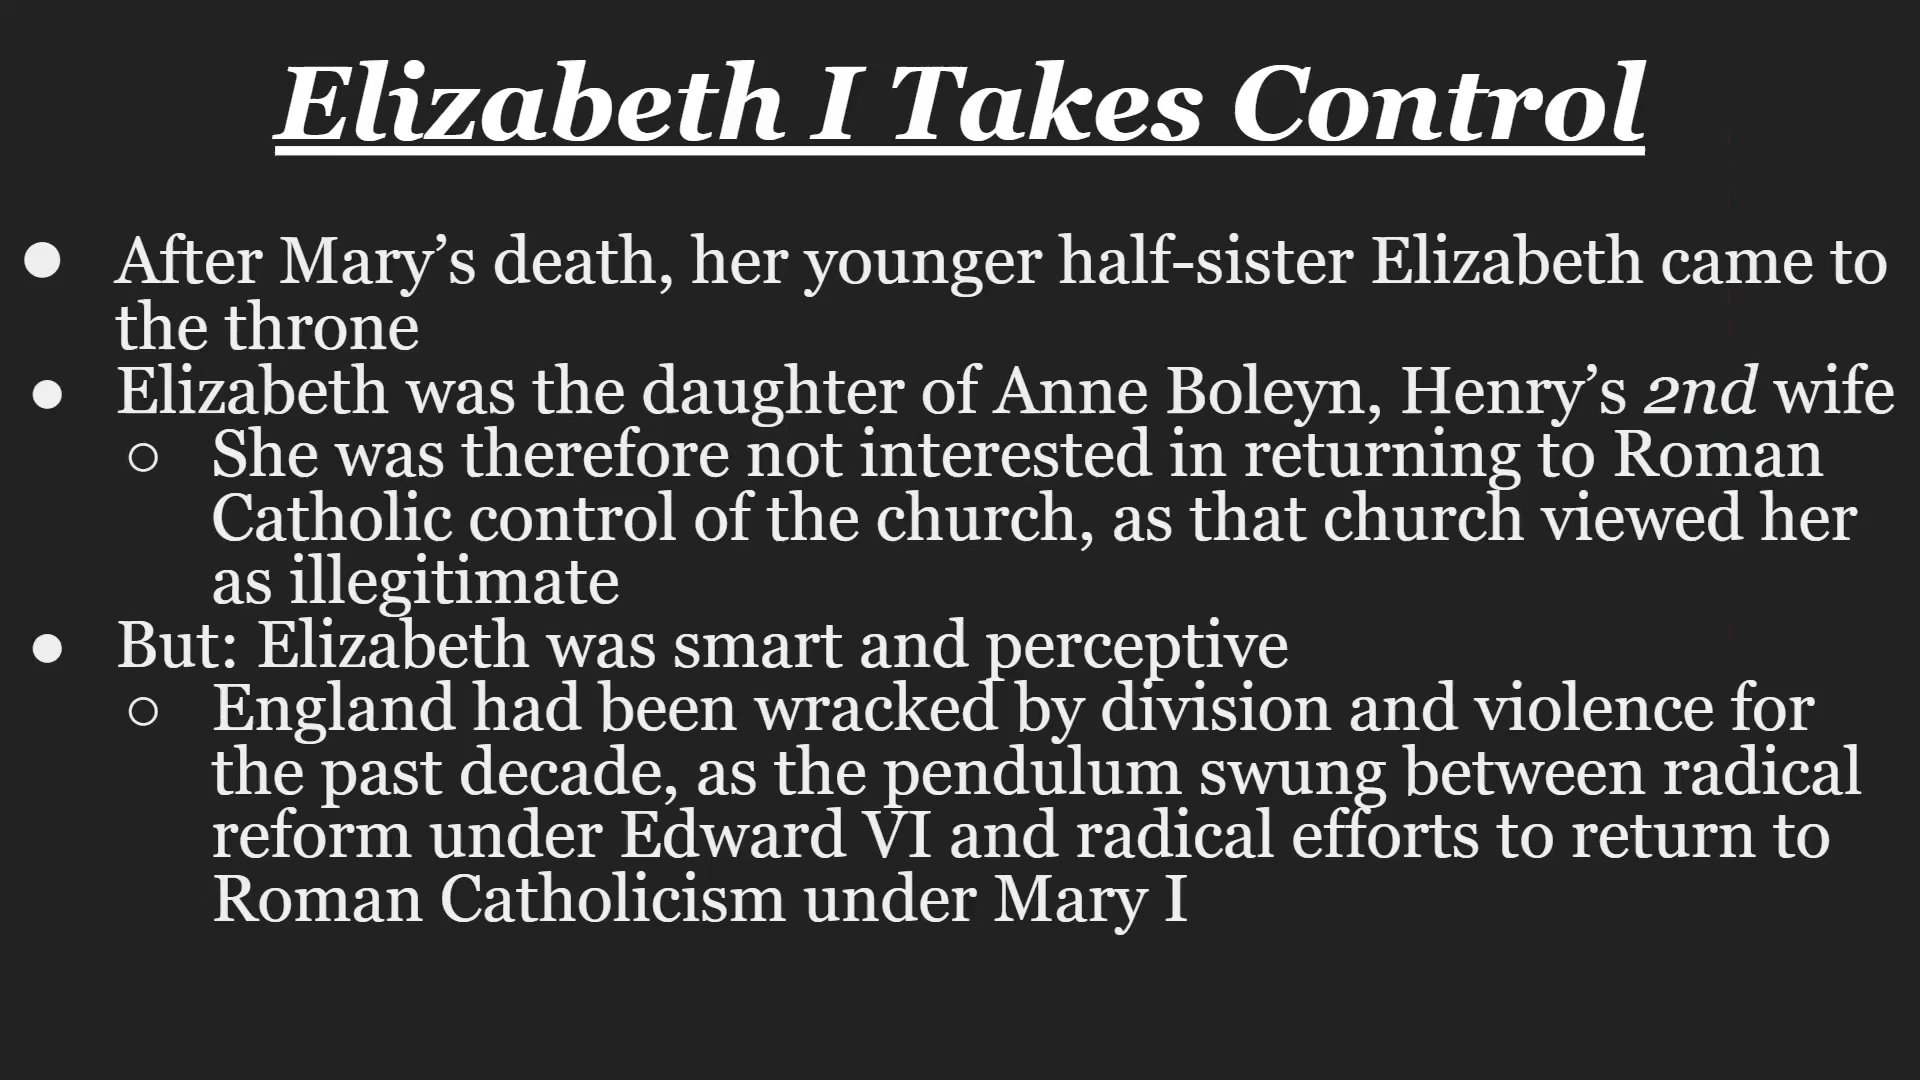 Elizabeth I Takes Control
● After Mary’s death, her younger half-sister Elizabeth came to
the throne
● Elizabeth was the daughter of Anne Boleyn, Henry’s 2nd wife
○ She was therefore not interested in returning to Roman
Catholic control of the church, as that church viewed her
as illegitimate
● But: Elizabeth was smart and perceptive
○ England had been wracked by division and violence for
the past decade, as the pendulum swung between radical
reform under Edward VI and radical efforts to return to
Roman Catholicism under Mary I